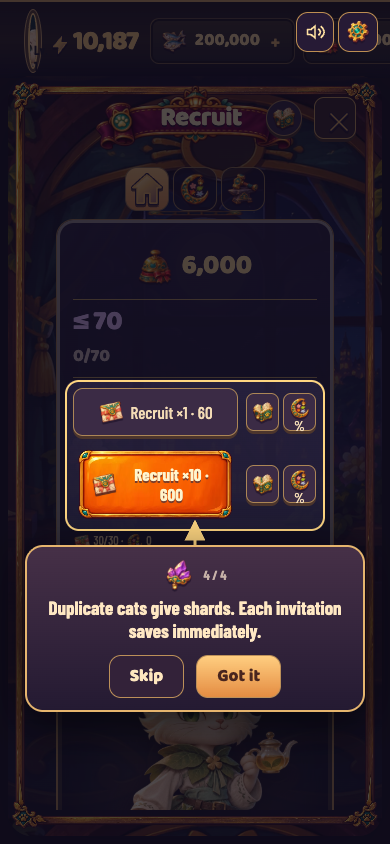 10,187
200,000 +
Recruit
6,000
≤ 70
0/70
Recruit ×1 · 60
%
Recruit ×10 ·
600
%
30/30 · 0
4/4
Duplicate cats give shards. Each invitation
saves immediately.
Skip
Got it